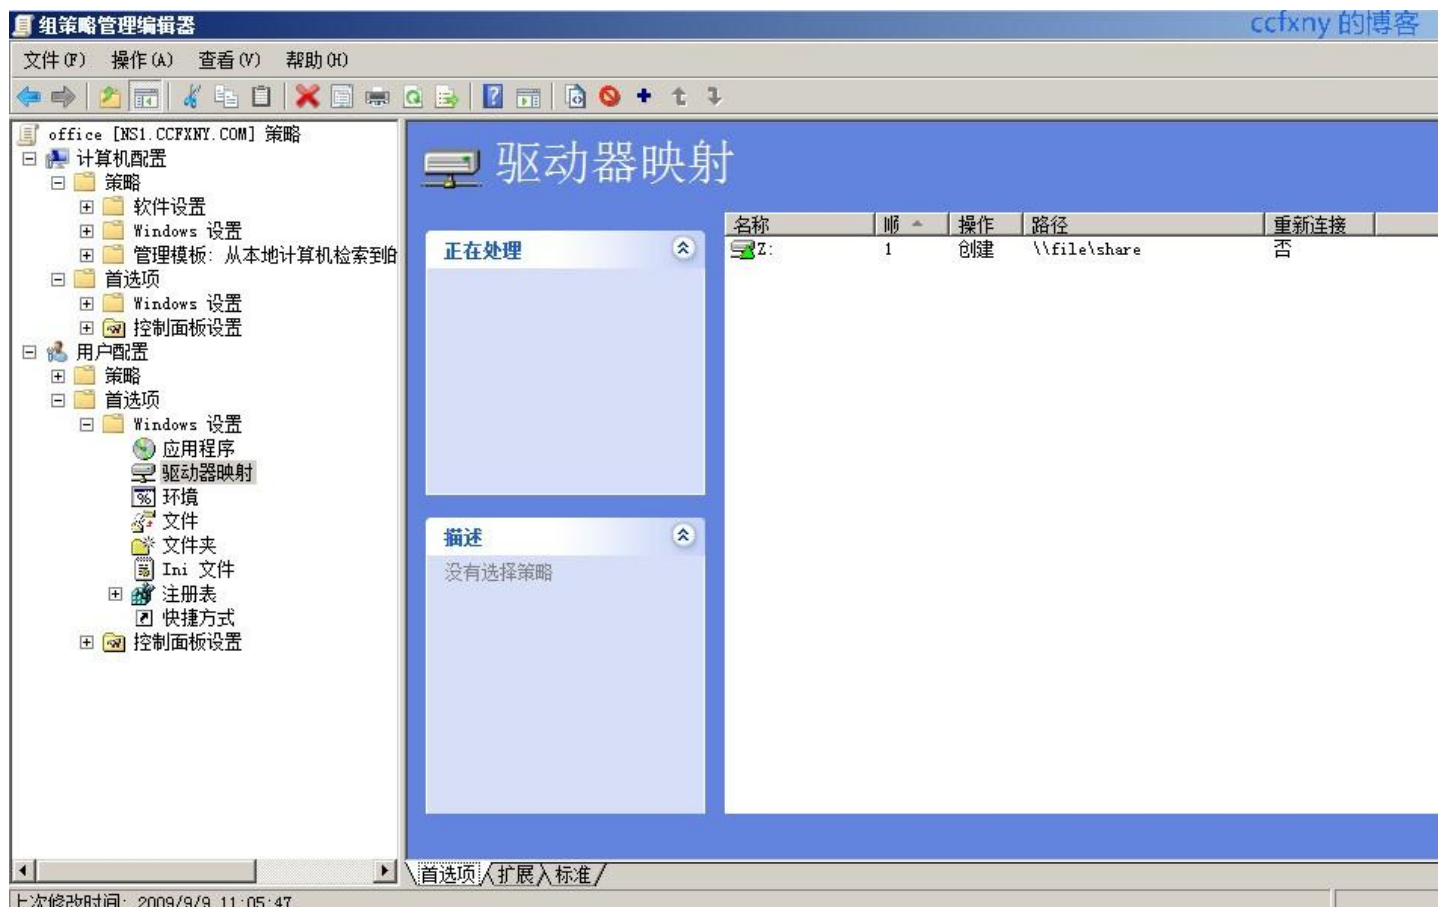 组策略管理编辑器
ccfxny 的博客
文件(F) 操作(A) 查看(V) 帮助(H)
office [NS1.CCFXNY.COM] 策略
计算机配置
策略
软件设置
Windows 设置
管理模板: 从本地计算机检索到
首选项
Windows 设置
控制面板设置
用户配置
策略
首选项
Windows 设置
应用程序
驱动器映射
环境
文件
文件夹
Ini 文件
注册表
快捷方式
控制面板设置
驱动器映射
正在处理
描述
没有选择策略
名称 顺 操作 路径 重新连接
Z: 1 创建 \\file\share 否
首选项 扩展 标准
上次修改时间: 2009/9/9 11:05:47